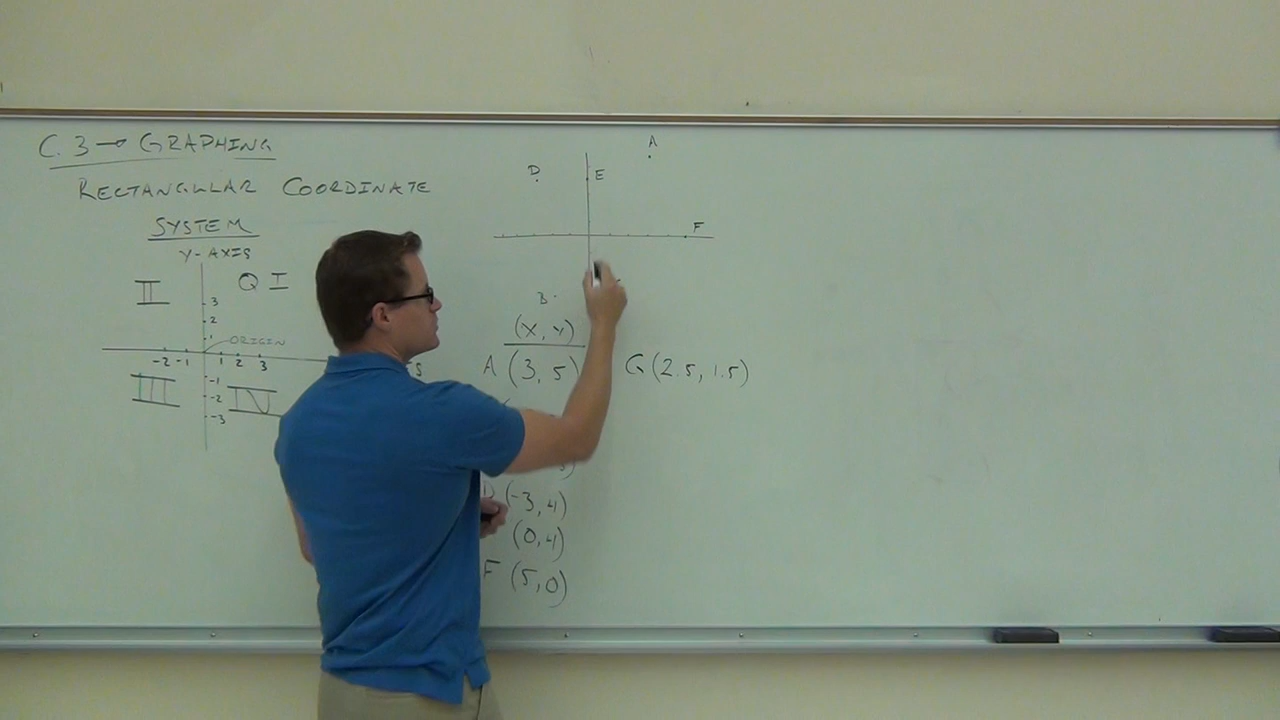 C.3 → GRAPHING
RECTANGULAR COORDINATE
SYSTEM
Y-AXIS
II
Q I
3
2
1
ORIGIN
-2 -1 1 2 3
-1
-2
-3
III
IV
A
D
E
F
B
(X, Y)
A (3, 5)
G (2.5, 1.5)
D (-3, 4)
(0, 4)
F (5, 0)